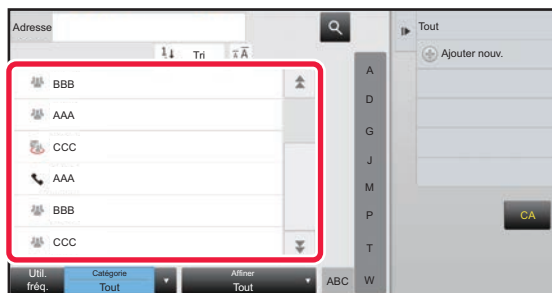 Adresse
Tout
Tri
Ajouter nouv.
BBB
AAA
CCC
AAA
BBB
CCC
A
D
G
J
M
P
T
W
CA
Util. fréq.
Catégorie
Tout
Affiner
Tout
ABC